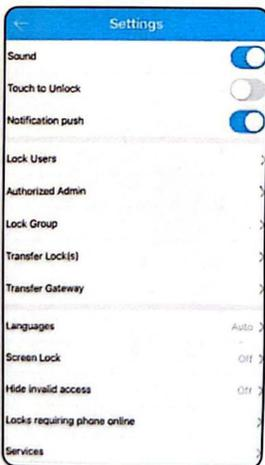 Settings
Sound
Touch to Unlock
Notification push
Lock Users
Authorized Admin
Lock Group
Transfer Lock(s)
Transfer Gateway
Languages Auto
Screen Lock Off
Hide invalid access Off
Locks requiring phone online
Services